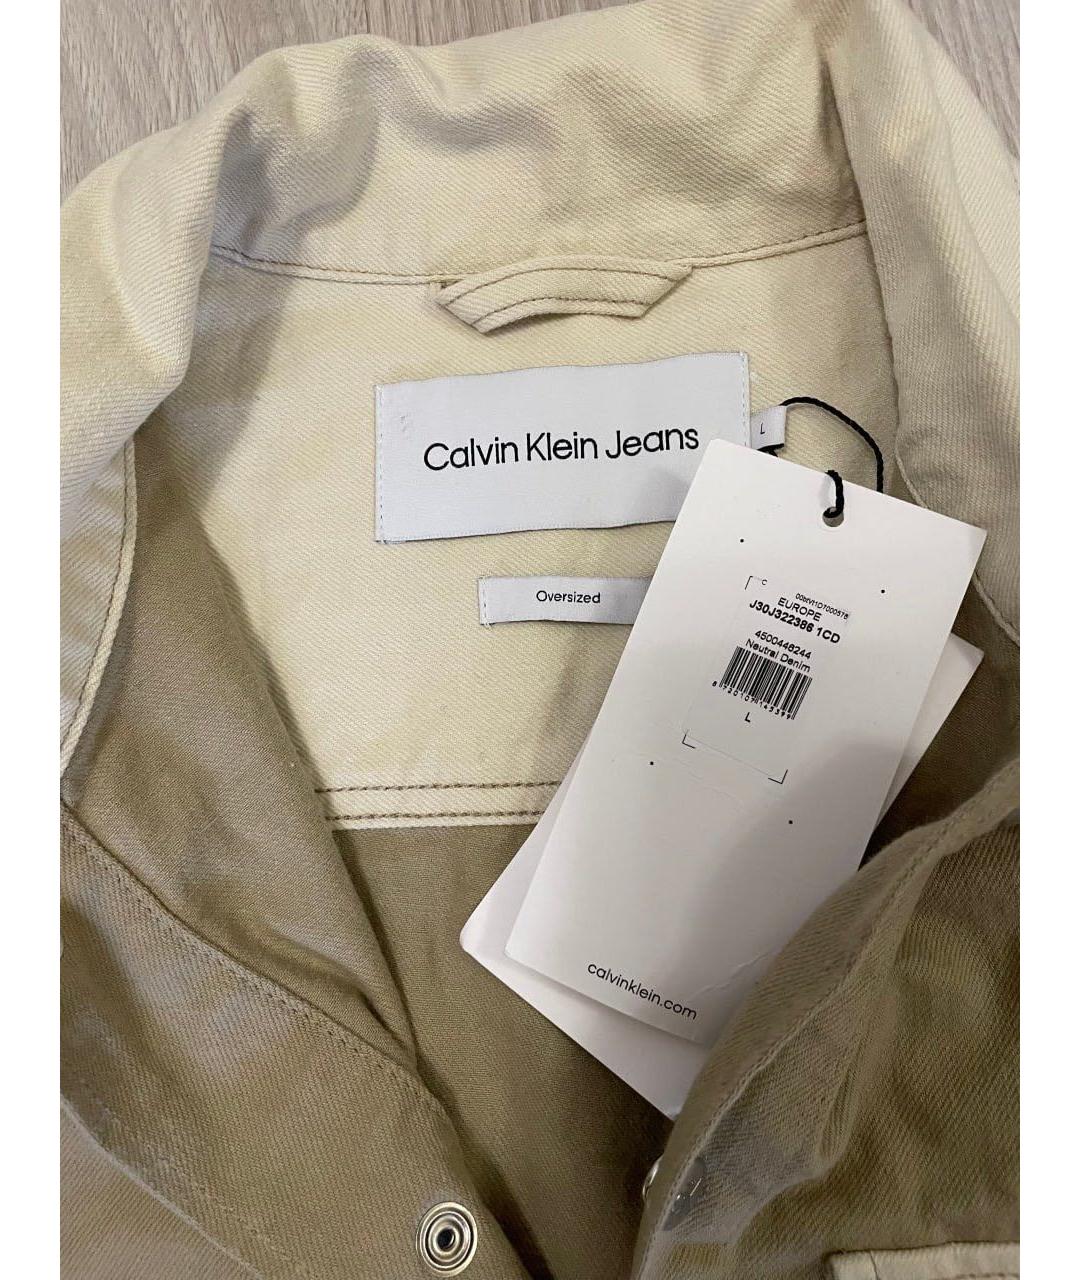 Calvin Klein Jeans
L
Oversized
C
EUROPE
J30J322386 1CD
4500446244
Neutral Denim
L
calvinklein.com